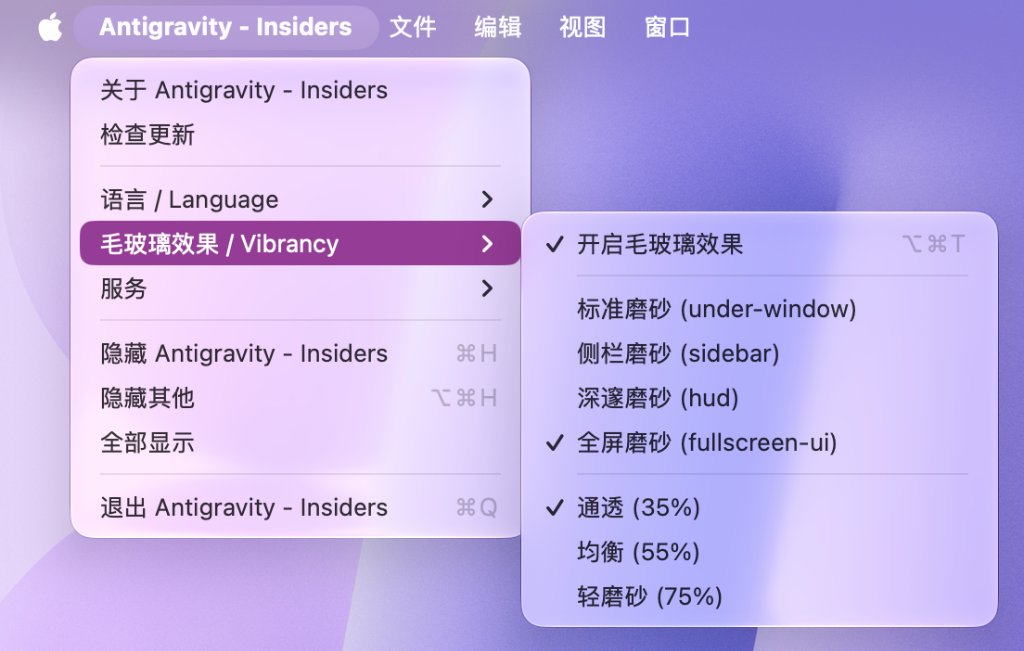 Antigravity - Insiders 文件 编辑 视图 窗口
关于 Antigravity - Insiders
检查更新
语言 / Language
毛玻璃效果 / Vibrancy
服务
隐藏 Antigravity - Insiders ⌘H
隐藏其他 ⌥⌘H
全部显示
退出 Antigravity - Insiders ⌘Q
✓ 开启毛玻璃效果 ⌥⌘T
标准磨砂 (under-window)
侧栏磨砂 (sidebar)
深邃磨砂 (hud)
✓ 全屏磨砂 (fullscreen-ui)
✓ 通透 (35%)
均衡 (55%)
轻磨砂 (75%)